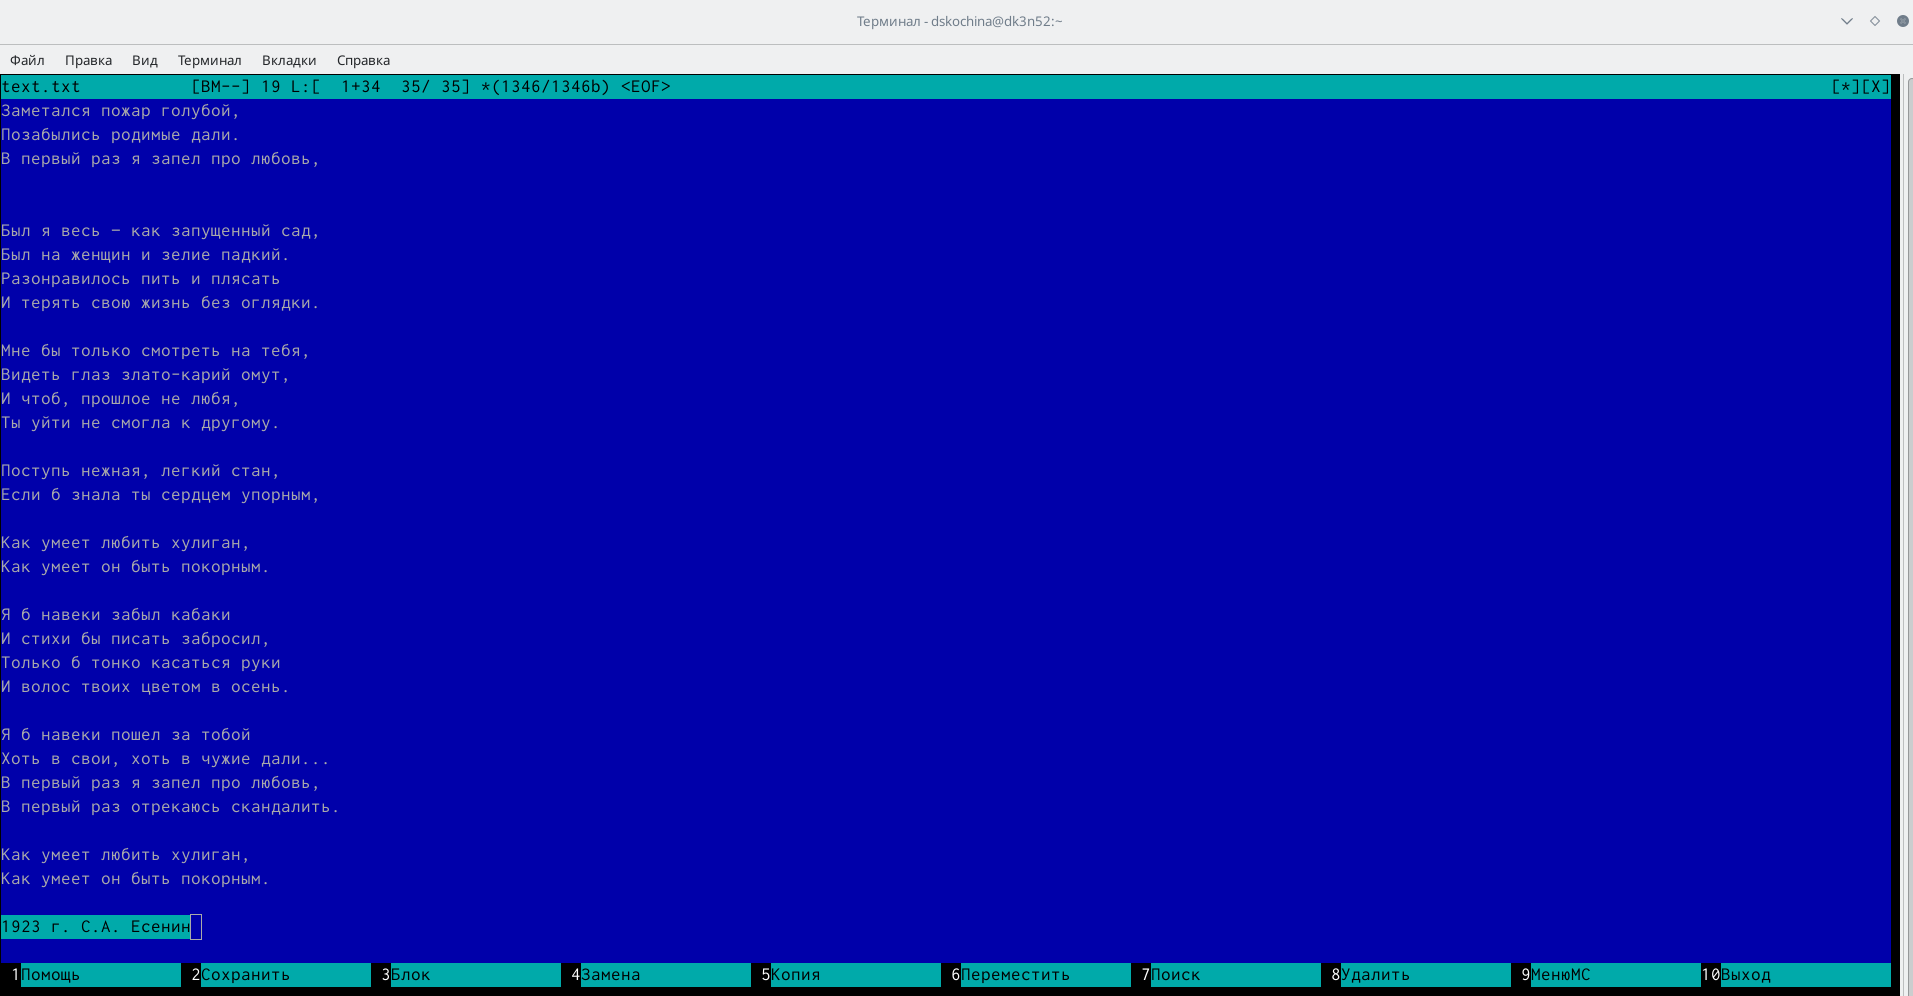 Терминал - dskochina@dk3n52:~
Файл Правка Вид Терминал Вкладки Справка
text.txt [BM--] 19 L:[ 1+34 35/ 35] *(1346/1346b) <EOF> [*][X]
Заметался пожар голубой,
Позабылись родимые дали.
В первый раз я запел про любовь,
Был я весь – как запущенный сад,
Был на женщин и зелие падкий.
Разонравилось пить и плясать
И терять свою жизнь без оглядки.
Мне бы только смотреть на тебя,
Видеть глаз злато-карий омут,
И чтоб, прошлое не любя,
Ты уйти не смогла к другому.
Поступь нежная, легкий стан,
Если б знала ты сердцем упорным,
Как умеет любить хулиган,
Как умеет он быть покорным.
Я б навеки забыл кабаки
И стихи бы писать забросил,
Только б тонко касаться руки
И волос твоих цветом в осень.
Я б навеки пошел за тобой
Хоть в свои, хоть в чужие дали...
В первый раз я запел про любовь,
В первый раз отрекаюсь скандалить.
Как умеет любить хулиган,
Как умеет он быть покорным.
1923 г. С.А. Есенин
1Помощь 2Сохранить 3Блок 4Замена 5Копия 6Переместить 7Поиск 8Удалить 9МенюМС 10Выход